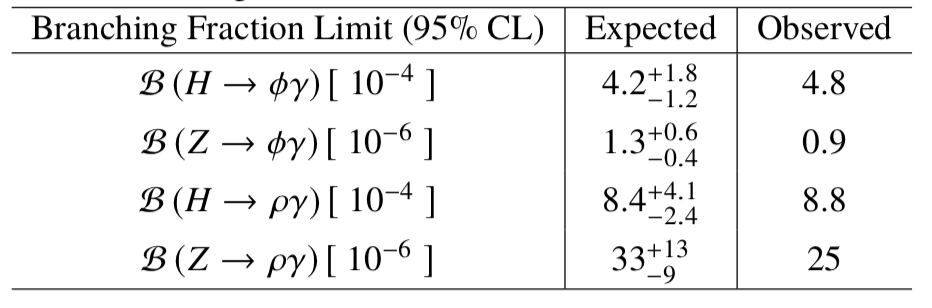 Branching Fraction Limit (95% CL) Expected Observed
ℬ (H → ϕγ) [ 10⁻⁴ ] 4.2⁺¹·⁸₋₁.₂ 4.8
ℬ (Z → ϕγ) [ 10⁻⁶ ] 1.3⁺⁰·⁶₋₀.₄ 0.9
ℬ (H → ργ) [ 10⁻⁴ ] 8.4⁺⁴·¹₋₂.₄ 8.8
ℬ (Z → ργ) [ 10⁻⁶ ] 33⁺¹³₋₉ 25